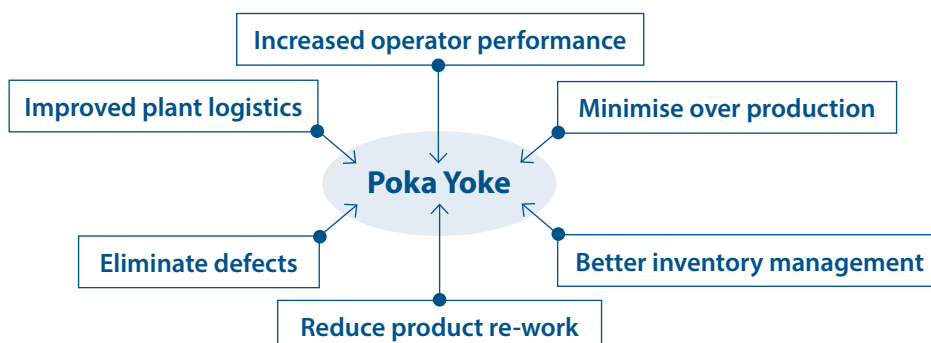 Increased operator performance
Improved plant logistics
Minimise over production
Poka Yoke
Eliminate defects
Better inventory management
Reduce product re-work